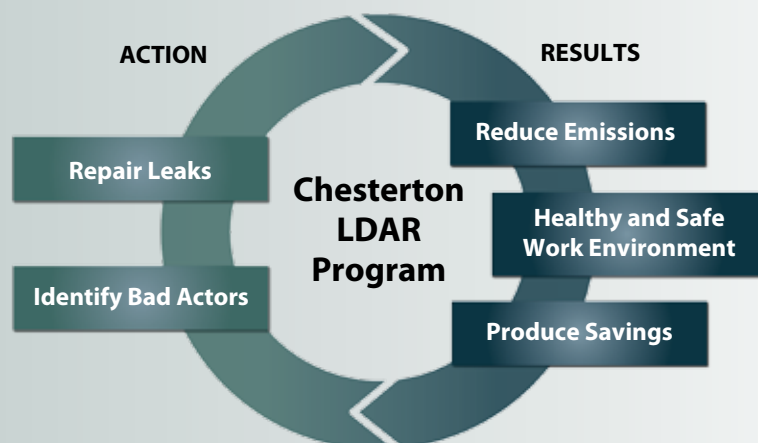 ACTION
RESULTS
Repair Leaks
Identify Bad Actors
Chesterton
LDAR
Program
Reduce Emissions
Healthy and Safe
Work Environment
Produce Savings